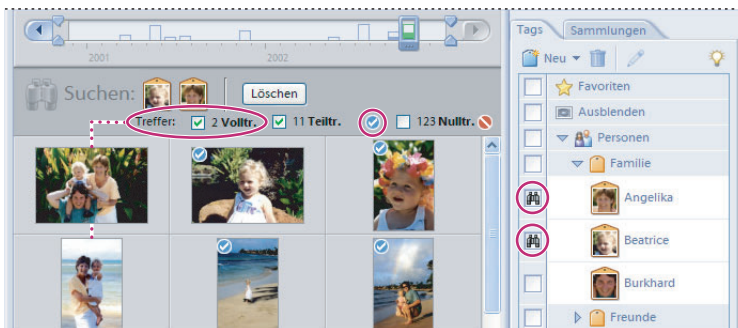 Tags Sammlungen
Neu
2001 2002
Suchen: Löschen
Treffer: 2 Volltr. 11 Teiltr. 123 Nulltr.
Favoriten
Ausblenden
Personen
Familie
Angelika
Beatrice
Burkhard
Freunde